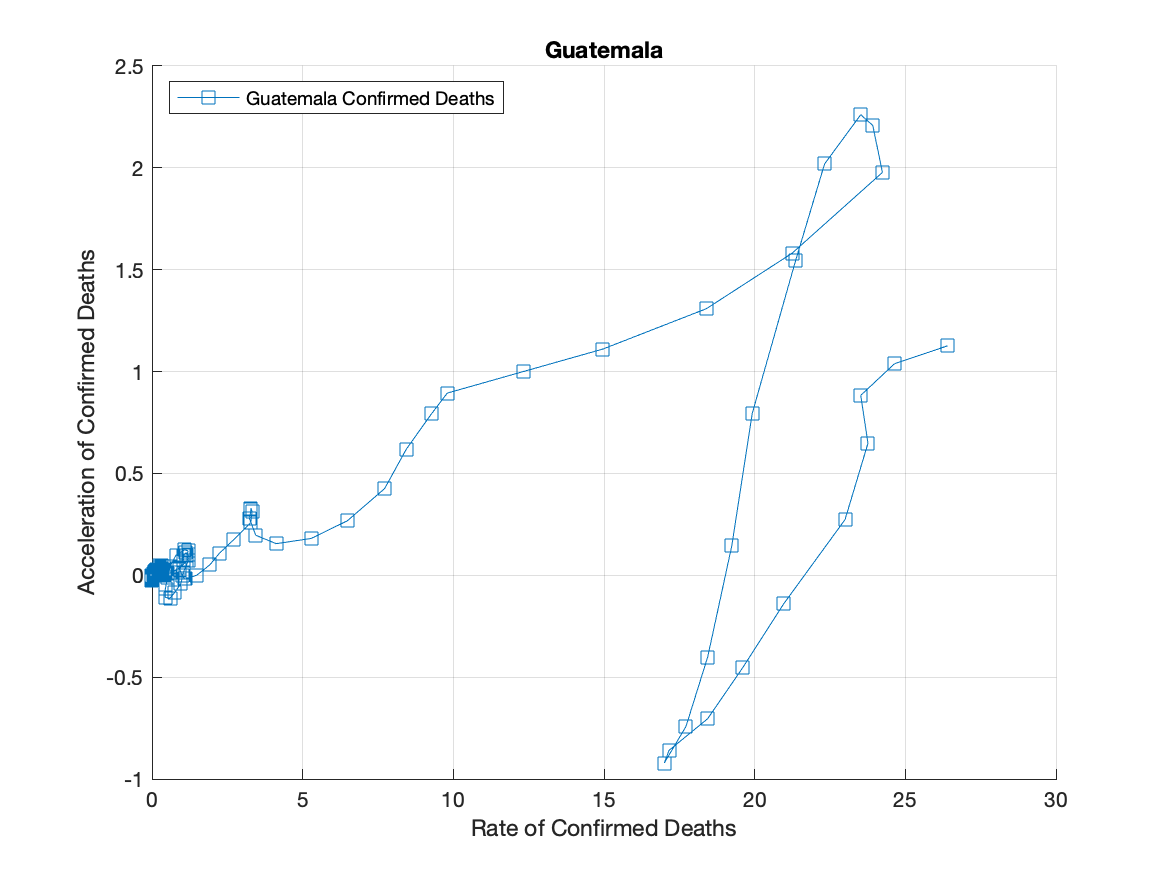 Guatemala
2.5
Guatemala Confirmed Deaths
2
1.5
1
0.5
0
-0.5
-1
Acceleration of Confirmed Deaths
0 5 10 15 20 25 30
Rate of Confirmed Deaths